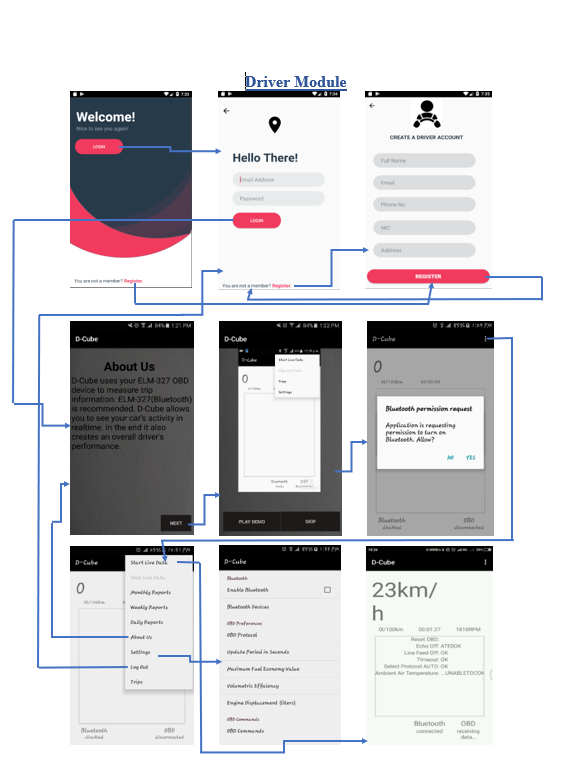 Driver Module
7:33
Welcome!
Nice to see you again!
LOGIN
You are not a member? Register.
7:34
Hello There!
Email Address
Password
LOGIN
You are not a member? Register.
7:35
CREATE A DRIVER ACCOUNT
Full Name
Email
Phone No
NIC
Address
REGISTER
84% 1:21 PM
D-Cube
About Us
D-Cube uses your ELM-327 OBD
device to measure trip
information. ELM-327(Bluetooth)
is recommended. D-Cube allows
you to see your car's activity in
realtime. In the end it also
creates an overall driver's
performance.
NEXT
84% 1:22 PM
D-Cube
D-Cube
Start Live Data
Stop Live Data
Trips
Settings
0
Bluetooth
OBD
PLAY DEMO
SKIP
85% 1:29 PM
D-Cube
0
0l/100km 00:00:00
Bluetooth permission request
Application is requesting
permission to turn on
Bluetooth. Allow?
NO YES
Bluetooth
disabled
OBD
disconnected
D-Cube
0
0l/100km
Start Live Data
Stop Live Data
Monthly Reports
Weekly Reports
Daily Reports
About Us
Settings
Log Out
Trips
Bluetooth
disabled
OBD
disconnected
D-Cube
Bluetooth
Enable Bluetooth
Bluetooth Devices
OBD Preferences
OBD Protocol
Update Period in Seconds
Maximum Fuel Economy Value
Volumetric Efficiency
Engine Displacement (liters)
OBD Commands
OBD Commands
D-Cube
23km/
h
0l/100km 00:01:27 1810RPM
Reset OBD:
Echo Off: ATE0OK
Line Feed Off: OK
Timeout: OK
Select Protocol AUTO: OK
Ambient Air Temperature: ...UNABLETOCON
Bluetooth
connected
OBD
receiving
data...